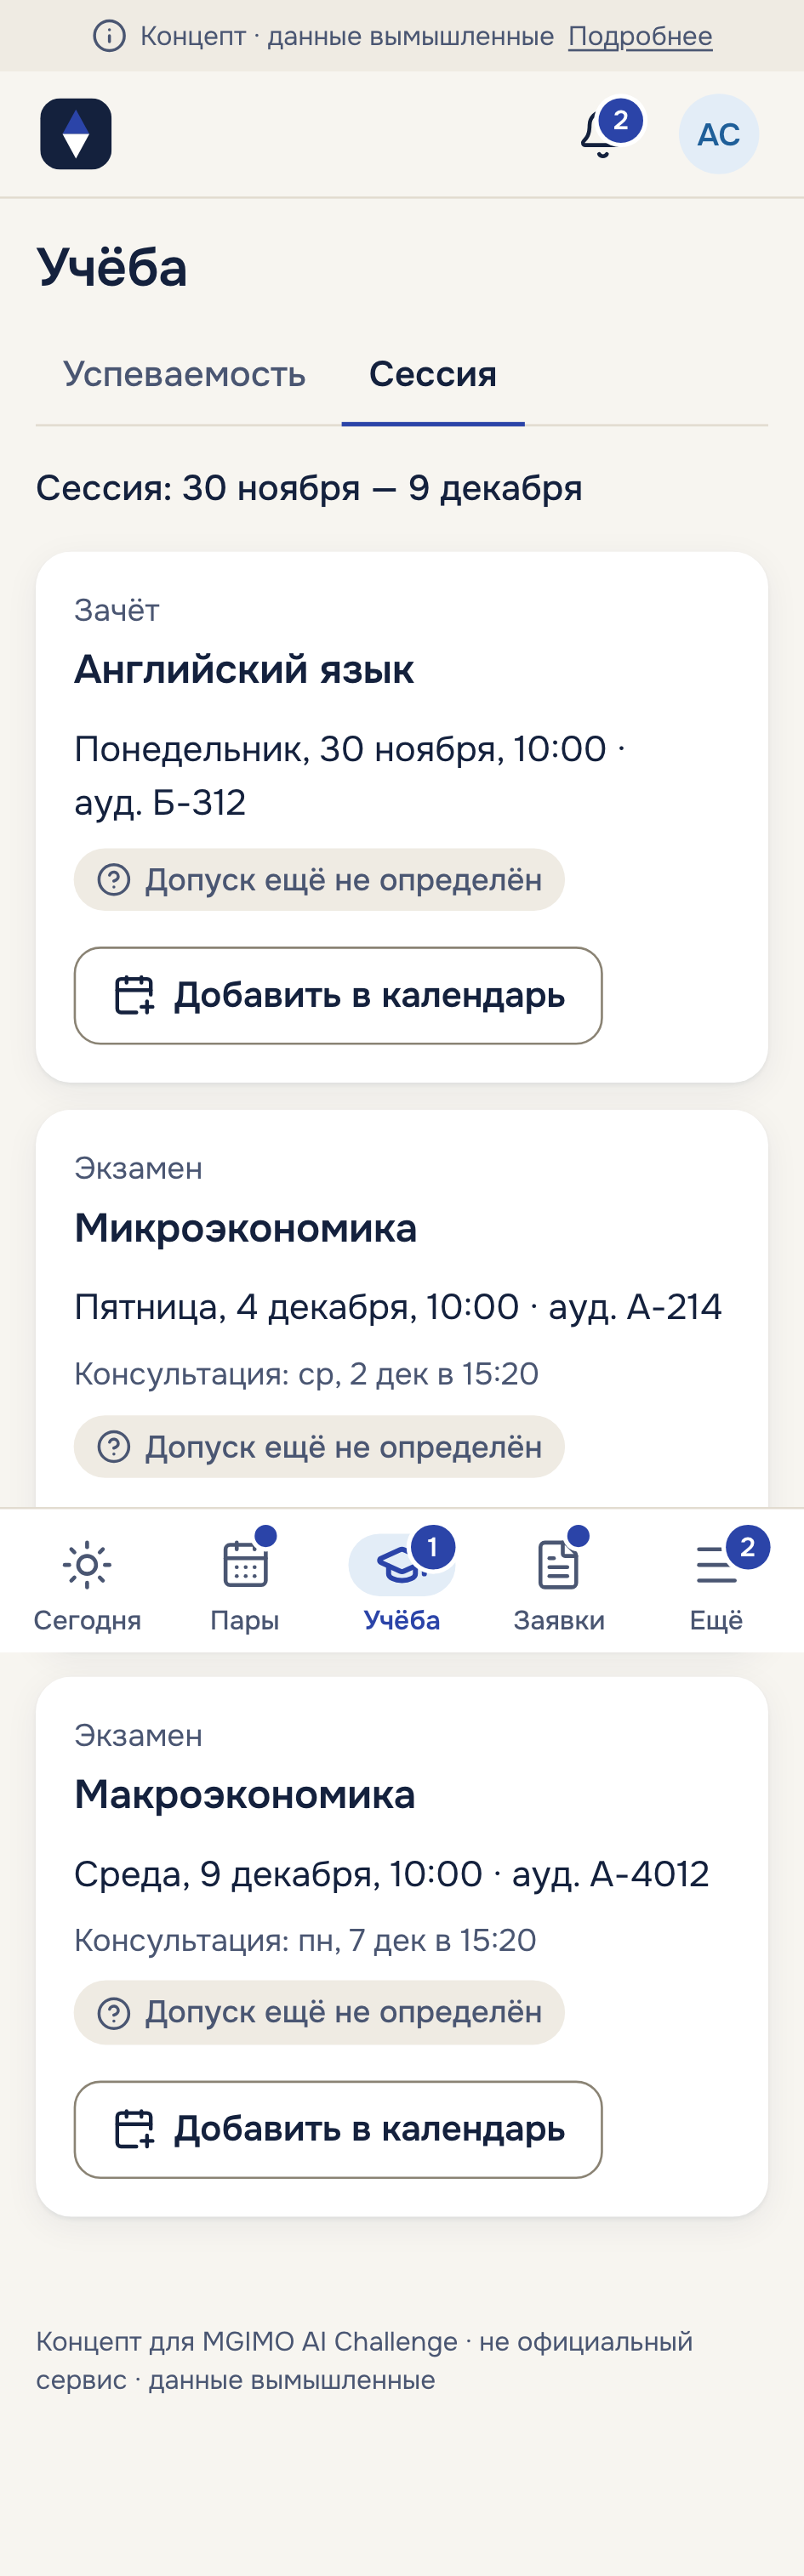 Концепт · данные вымышленные Подробнее
2
АС
Учёба
Успеваемость Сессия
Сессия: 30 ноября — 9 декабря
Зачёт
Английский язык
Понедельник, 30 ноября, 10:00 ·
ауд. Б-312
Допуск ещё не определён
Добавить в календарь
Экзамен
Микроэкономика
Пятница, 4 декабря, 10:00 · ауд. А-214
Консультация: ср, 2 дек в 15:20
Допуск ещё не определён
1 2
Сегодня Пары Учёба Заявки Ещё
Экзамен
Макроэкономика
Среда, 9 декабря, 10:00 · ауд. А-4012
Консультация: пн, 7 дек в 15:20
Допуск ещё не определён
Добавить в календарь
Концепт для MGIMO AI Challenge · не официальный
сервис · данные вымышленные